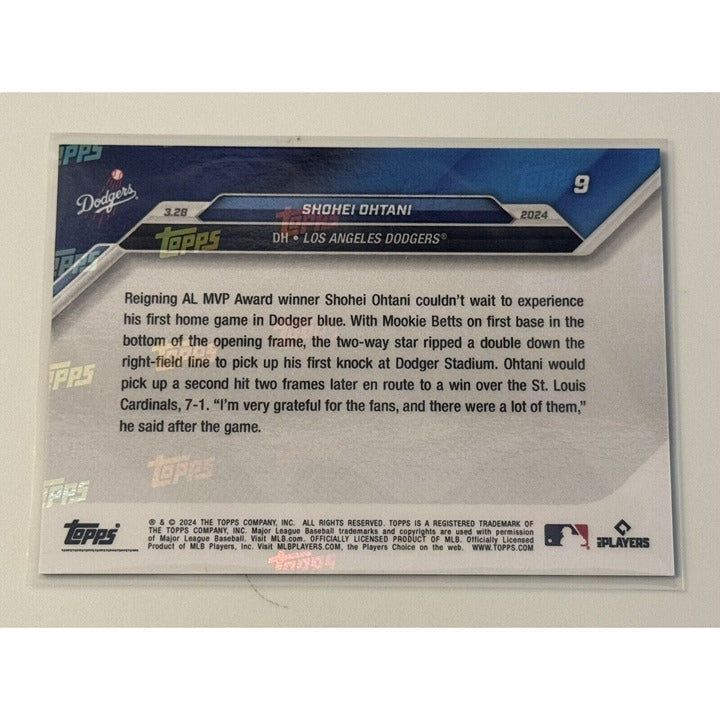 TOPPS
Dodgers
9
3.28
SHOHEI OHTANI
2024
TOPPS
TOPPS
DH • LOS ANGELES DODGERS®
TOPPS
Reigning AL MVP Award winner Shohei Ohtani couldn't wait to experience
his first home game in Dodger blue. With Mookie Betts on first base in the
bottom of the opening frame, the two-way star ripped a double down the
right-field line to pick up his first knock at Dodger Stadium. Ohtani would
pick up a second hit two frames later en route to a win over the St. Louis
Cardinals, 7-1. "I'm very grateful for the fans, and there were a lot of them,"
he said after the game.
TOPPS
TOPPS
TOPPS
TOPPS
TOPPS
® & © 2024 THE TOPPS COMPANY, INC. ALL RIGHTS RESERVED. TOPPS IS A REGISTERED TRADEMARK OF
THE TOPPS COMPANY, INC. Major League Baseball trademarks and copyrights are used with permission
of Major League Baseball. Visit MLB.com. OFFICIALLY LICENSED PRODUCT OF MLB. Officially Licensed
Product of MLB Players, Inc. Visit MLBPLAYERS.COM, the Players Choice on the web. WWW.TOPPS.COM
PLAYERS